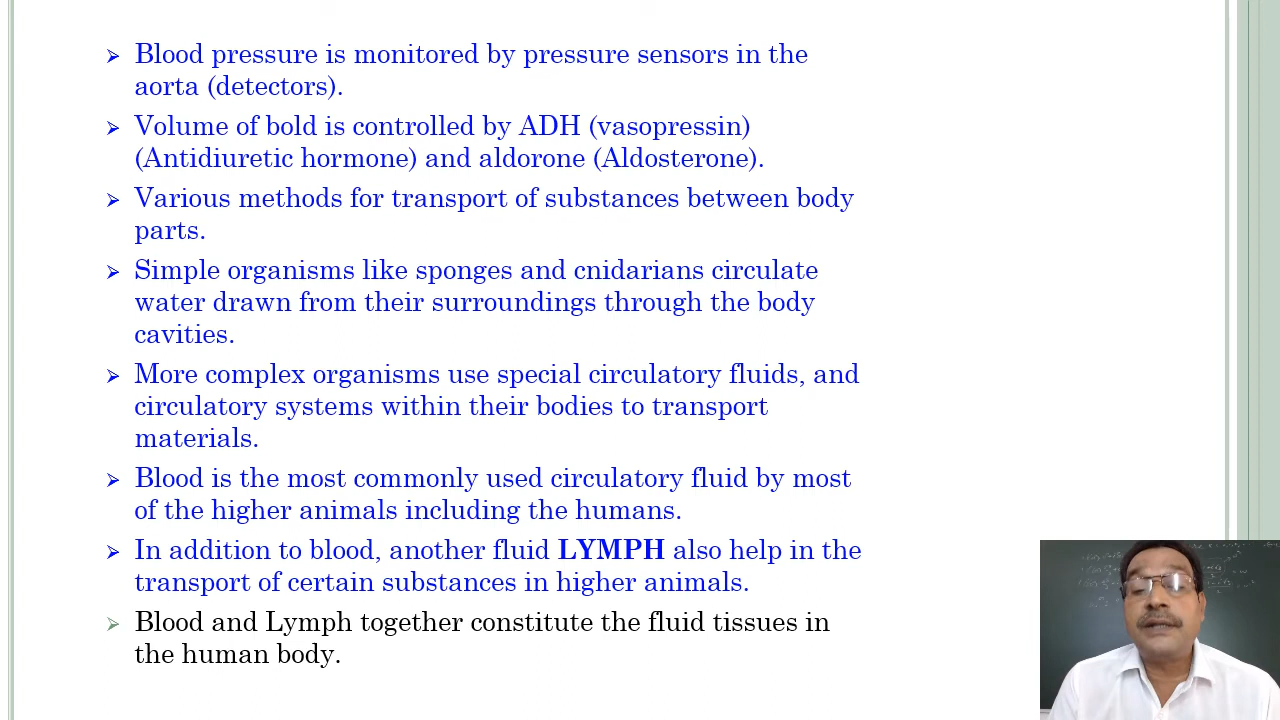 Blood pressure is monitored by pressure sensors in the
aorta (detectors).
Volume of bold is controlled by ADH (vasopressin)
(Antidiuretic hormone) and aldorone (Aldosterone).
Various methods for transport of substances between body
parts.
Simple organisms like sponges and cnidarians circulate
water drawn from their surroundings through the body
cavities.
More complex organisms use special circulatory fluids, and
circulatory systems within their bodies to transport
materials.
Blood is the most commonly used circulatory fluid by most
of the higher animals including the humans.
In addition to blood, another fluid LYMPH also help in the
transport of certain substances in higher animals.
Blood and Lymph together constitute the fluid tissues in
the human body.